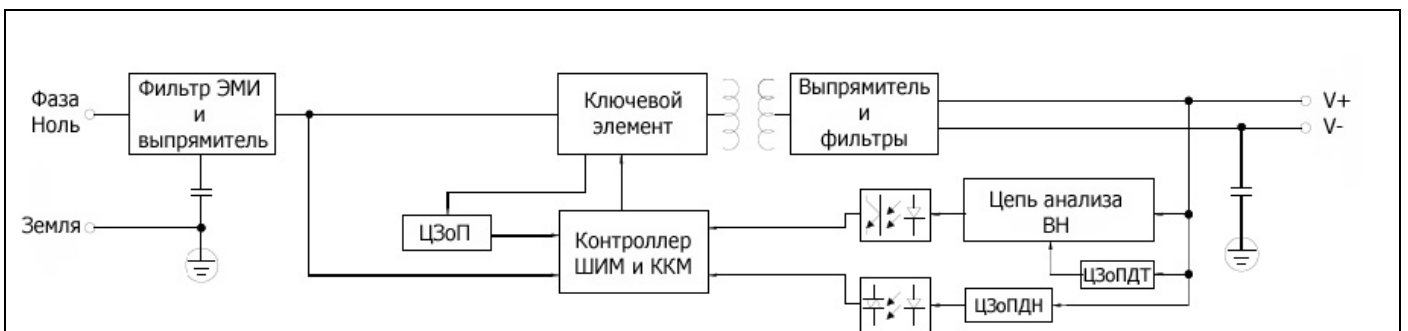 Фаза
Ноль
Фильтр ЭМИ
и
выпрямитель
Ключевой
элемент
Выпрямитель
и
фильтры
V+
V-
Земля
ЦЗоП
Контроллер
ШИМ и ККМ
Цепь анализа
ВН
ЦЗоПДТ
ЦЗоПДН